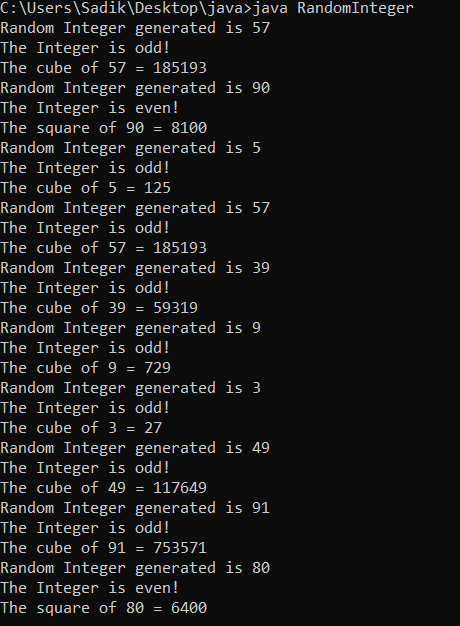 C:\Users\Sadik\Desktop\java>java RandomInteger
Random Integer generated is 57
The Integer is odd!
The cube of 57 = 185193
Random Integer generated is 90
The Integer is even!
The square of 90 = 8100
Random Integer generated is 5
The Integer is odd!
The cube of 5 = 125
Random Integer generated is 57
The Integer is odd!
The cube of 57 = 185193
Random Integer generated is 39
The Integer is odd!
The cube of 39 = 59319
Random Integer generated is 9
The Integer is odd!
The cube of 9 = 729
Random Integer generated is 3
The Integer is odd!
The cube of 3 = 27
Random Integer generated is 49
The Integer is odd!
The cube of 49 = 117649
Random Integer generated is 91
The Integer is odd!
The cube of 91 = 753571
Random Integer generated is 80
The Integer is even!
The square of 80 = 6400